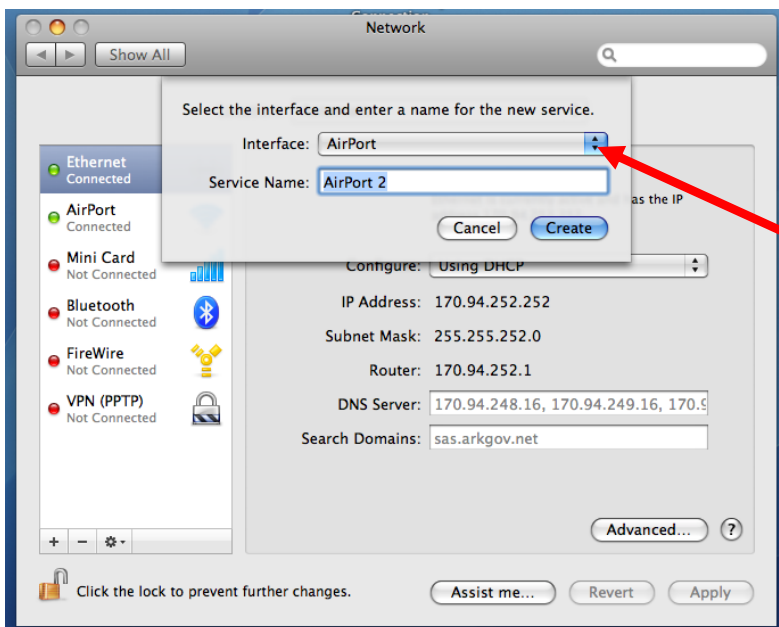 Network
Show All
Select the interface and enter a name for the new service.
Interface: AirPort
Service Name: AirPort 2
Cancel Create
Ethernet
Connected
AirPort
Connected
Mini Card
Not Connected
Bluetooth
Not Connected
FireWire
Not Connected
VPN (PPTP)
Not Connected
+ -
as the IP
Configure: Using DHCP
IP Address: 170.94.252.252
Subnet Mask: 255.255.252.0
Router: 170.94.252.1
DNS Server: 170.94.248.16, 170.94.249.16, 170.9
Search Domains: sas.arkgov.net
Advanced... ?
Click the lock to prevent further changes.
Assist me... Revert Apply